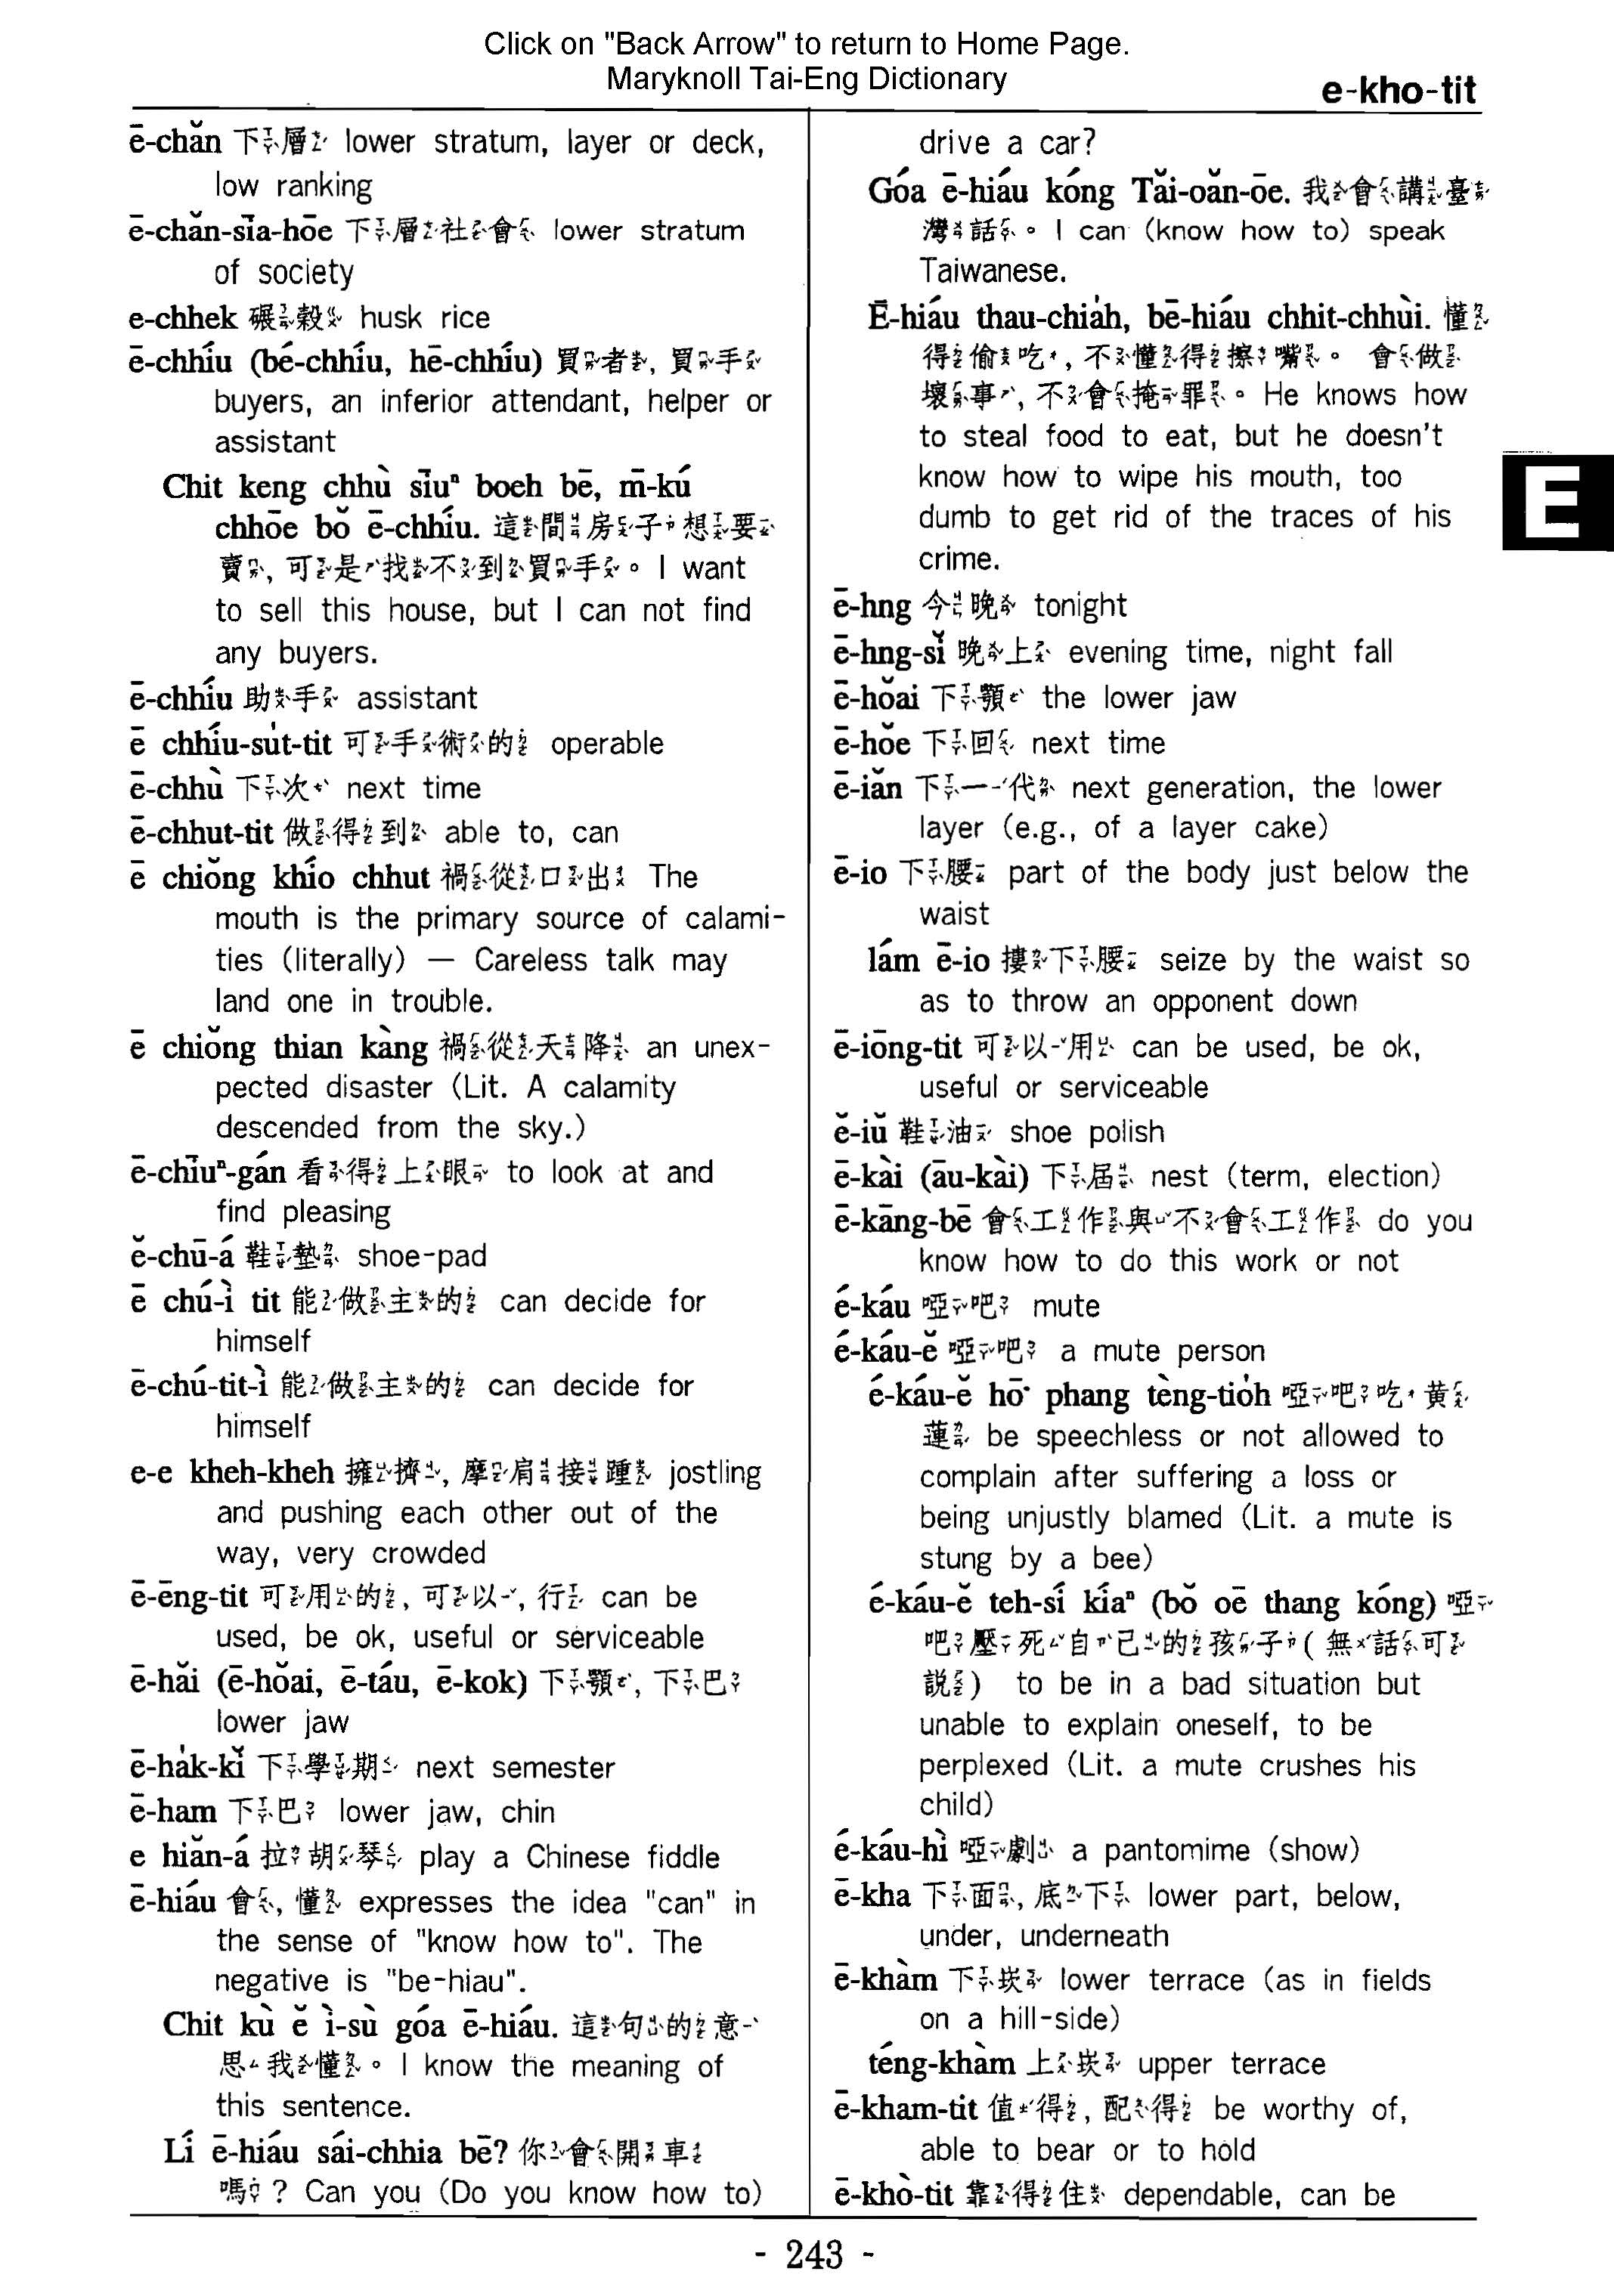 Click on "Back Arrow" to return to Home Page.
Maryknoll Tai-Eng Dictionary
e-kho-tit
ē-chăn 下層 lower stratum, layer or deck,
low ranking
ē-chăn-sīa-hōe 下層社會 lower stratum
of society
e-chhek 碾穀 husk rice
ē-chhíu (bé-chhíu, hē-chhíu) 買者, 買手
buyers, an inferior attendant, helper or
assistant
Chit keng chhù sīuⁿ boeh bē, m̄-kú
chhōe bŏ ē-chhíu. 這間房子想要
賣, 可是找不到買手。I want
to sell this house, but I can not find
any buyers.
ē-chhíu 助手 assistant
ē chhíu-su̍t-tit 可手術的 operable
ē-chhù 下次 next time
ē-chhut-tit 做得到 able to, can
ē chiŏng khío chhut 禍從口出 The
mouth is the primary source of calami-
ties (literally) — Careless talk may
land one in trouble.
ē chiŏng thian kàng 禍從天降 an unex-
pected disaster (Lit. A calamity
descended from the sky.)
ē-chīuⁿ-gán 看得上眼 to look at and
find pleasing
ĕ-chū-á 鞋墊 shoe-pad
ē chú-ì tit 能做主的 can decide for
himself
ē-chú-tit-ì 能做主的 can decide for
himself
e-e kheh-kheh 擁擠, 摩肩接踵 jostling
and pushing each other out of the
way, very crowded
ē-ēng-tit 可用的, 可以, 行 can be
used, be ok, useful or serviceable
ē-hăi (ē-hŏai, ē-táu, ē-kok) 下顎, 下巴
lower jaw
ē-ha̍k-kĭ 下學期 next semester
ē-ham 下巴 lower jaw, chin
e hiăn-á 拉胡琴 play a Chinese fiddle
ē-hiáu 會, 懂 expresses the idea "can" in
the sense of "know how to". The
negative is "be-hiau".
Chit kù ĕ ì-sù góa ē-hiáu. 這句的意
思我懂。I know the meaning of
this sentence.
Lí ē-hiáu sái-chhia bē? 你會開車
嗎? Can you (Do you know how to)
drive a car?
Góa ē-hiáu kóng Tăi-oăn-ōe. 我會講臺
灣話。I can (know how to) speak
Taiwanese.
Ē-hiáu thau-chia̍h, bē-hiáu chhit-chhùi. 懂
得偷吃, 不懂得擦嘴。 會做
壞事, 不會掩罪。He knows how
to steal food to eat, but he doesn't
know how to wipe his mouth, too
dumb to get rid of the traces of his
crime.
E
ē-hng 今晚 tonight
ē-hng-sĭ 晚上 evening time, night fall
ē-hŏai 下顎 the lower jaw
ē-hŏe 下回 next time
ē-iăn 下一代 next generation, the lower
layer (e.g., of a layer cake)
ē-io 下腰 part of the body just below the
waist
lám ē-io 摟下腰 seize by the waist so
as to throw an opponent down
ē-iōng-tit 可以用 can be used, be ok,
useful or serviceable
ĕ-iŭ 鞋油 shoe polish
ē-kài (āu-kài) 下屆 nest (term, election)
ē-kāng-bē 會工作與不會工作 do you
know how to do this work or not
é-káu 啞吧 mute
é-káu-ĕ 啞吧 a mute person
é-káu-ĕ hō͘ phang tèng-tio̍h 啞吧吃黄
蓮 be speechless or not allowed to
complain after suffering a loss or
being unjustly blamed (Lit. a mute is
stung by a bee)
é-káu-ĕ teh-sí kíaⁿ (bŏ oē thang kóng) 啞
吧壓死自己的孩子(無話可
説) to be in a bad situation but
unable to explain oneself, to be
perplexed (Lit. a mute crushes his
child)
é-káu-hì 啞劇 a pantomime (show)
ē-kha 下面, 底下 lower part, below,
under, underneath
ē-khàm 下崁 lower terrace (as in fields
on a hill-side)
téng-khàm 上崁 upper terrace
ē-kham-tit 值得, 配得 be worthy of,
able to bear or to hold
ē-khò-tit 靠得住 dependable, can be
- 243 -